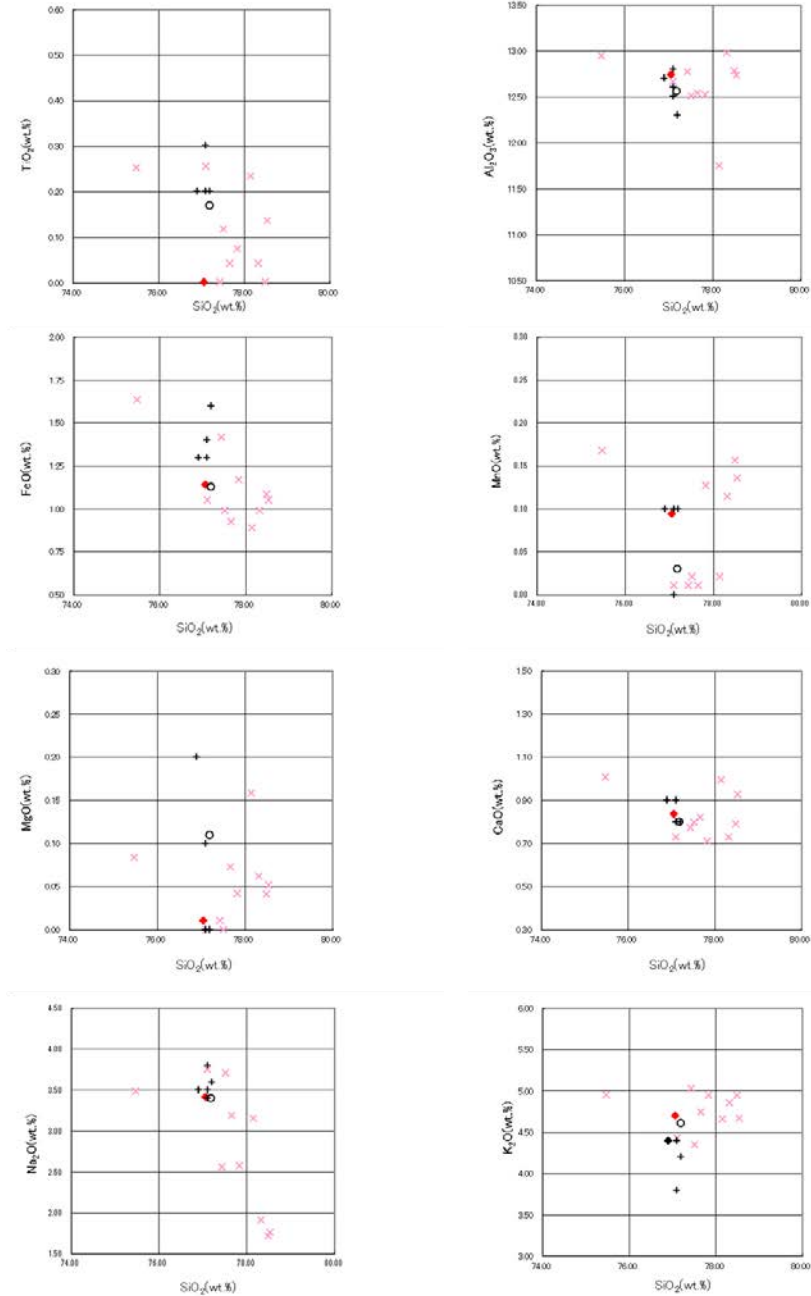 0.60
0.50
0.40
0.30
0.20
0.10
0.00
TiO2(wt.%)
74.00 76.00 78.00 80.00
SiO2(wt.%)
13.50
13.00
12.50
12.00
11.50
11.00
10.50
Al2O3(wt.%)
74.00 76.00 78.00 80.00
SiO2(wt.%)
2.00
1.75
1.50
1.25
1.00
0.75
0.50
FeO(wt.%)
74.00 76.00 78.00 80.00
SiO2(wt.%)
0.30
0.25
0.20
0.15
0.10
0.05
0.00
MnO(wt.%)
74.00 76.00 78.00 80.00
SiO2(wt.%)
0.30
0.25
0.20
0.15
0.10
0.05
0.00
MgO(wt.%)
74.00 76.00 78.00 80.00
SiO2(wt.%)
1.50
1.30
1.10
0.90
0.70
0.50
0.30
CaO(wt.%)
74.00 76.00 78.00 80.00
SiO2(wt.%)
4.50
4.00
3.50
3.00
2.50
2.00
1.50
Na2O(wt.%)
74.00 76.00 78.00 80.00
SiO2(wt.%)
6.00
5.50
5.00
4.50
4.00
3.50
3.00
K2O(wt.%)
74.00 76.00 78.00 80.00
SiO2(wt.%)